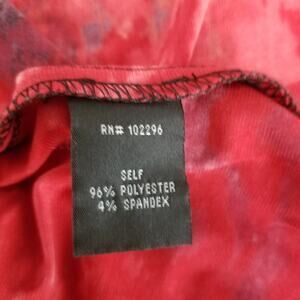 RN# 102296
SELF
96% POLYESTER
4% SPANDEX